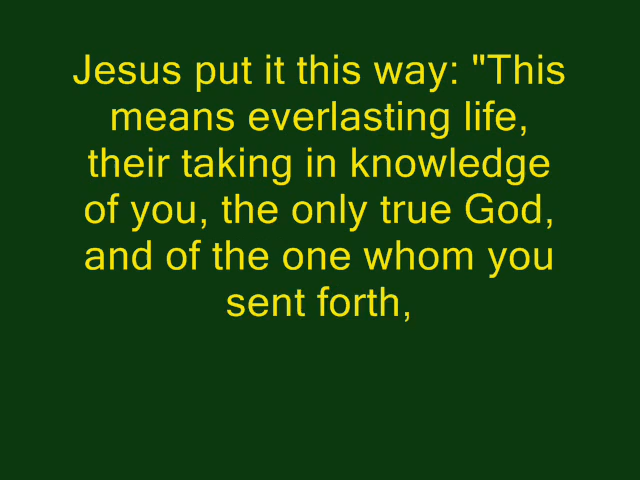 Jesus put it this way: "This
means everlasting life,
their taking in knowledge
of you, the only true God,
and of the one whom you
sent forth,